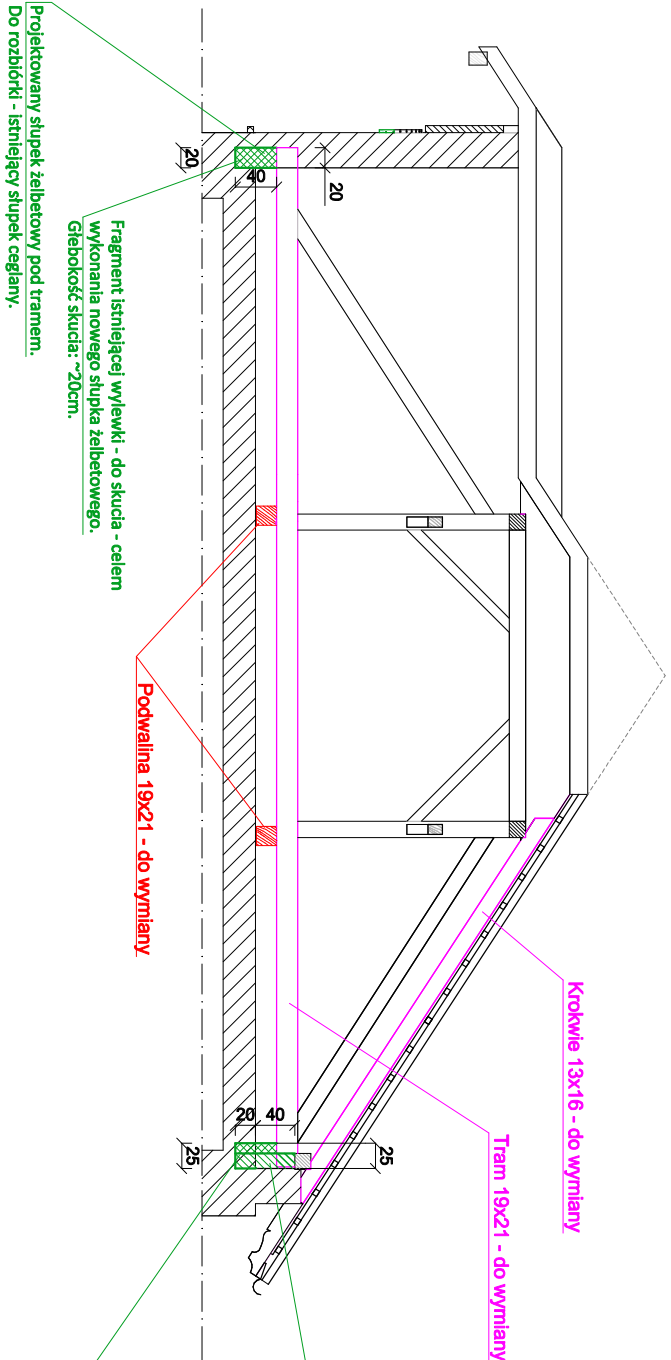 Krokwie 13x16 - do wymiany
Tram 19x21 - do wymiany
20
40
20
20
40
25
25
Podwalina 19x21 - do wymiany
Fragment istniejącej wylewki - do skucia - celem
wykonania nowego słupka żelbetowego.
Głebokość skucia: ~20cm.
Projektowany słupek żelbetowy pod tramem.
Do rozbiórki - istniejący słupek ceglany.